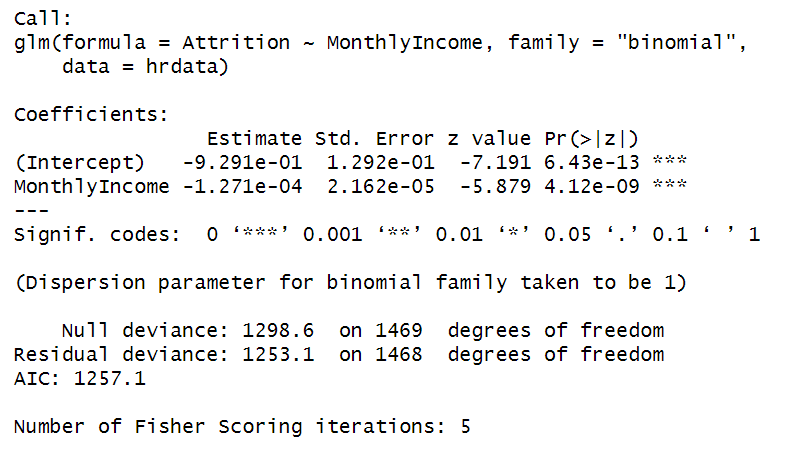 Call:
glm(formula = Attrition ~ MonthlyIncome, family = "binomial",
    data = hrdata)

Coefficients:
                Estimate Std. Error z value Pr(>|z|)
(Intercept)   -9.291e-01  1.292e-01  -7.191 6.43e-13 ***
MonthlyIncome -1.271e-04  2.162e-05  -5.879 4.12e-09 ***
---
Signif. codes:  0 ‘***’ 0.001 ‘**’ 0.01 ‘*’ 0.05 ‘.’ 0.1 ‘ ’ 1

(Dispersion parameter for binomial family taken to be 1)

    Null deviance: 1298.6  on 1469  degrees of freedom
Residual deviance: 1253.1  on 1468  degrees of freedom
AIC: 1257.1

Number of Fisher Scoring iterations: 5